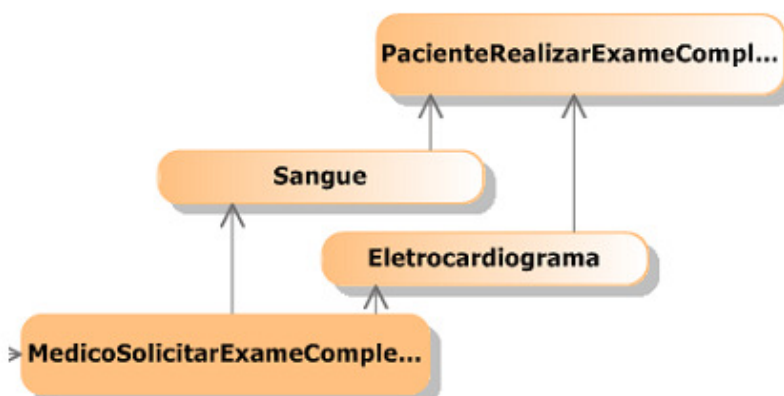 PacienteRealizarExameCompl...
Sangue
Eletrocardiograma
MedicoSolicitarExameComple...